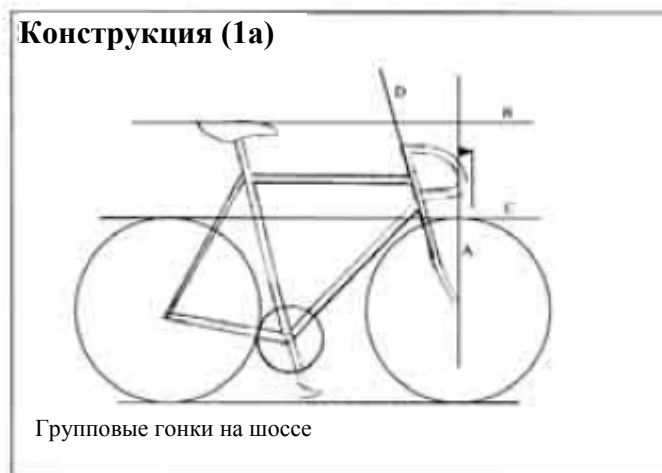 Конструкция (1а)
D
B
C
A
Групповые гонки на шоссе